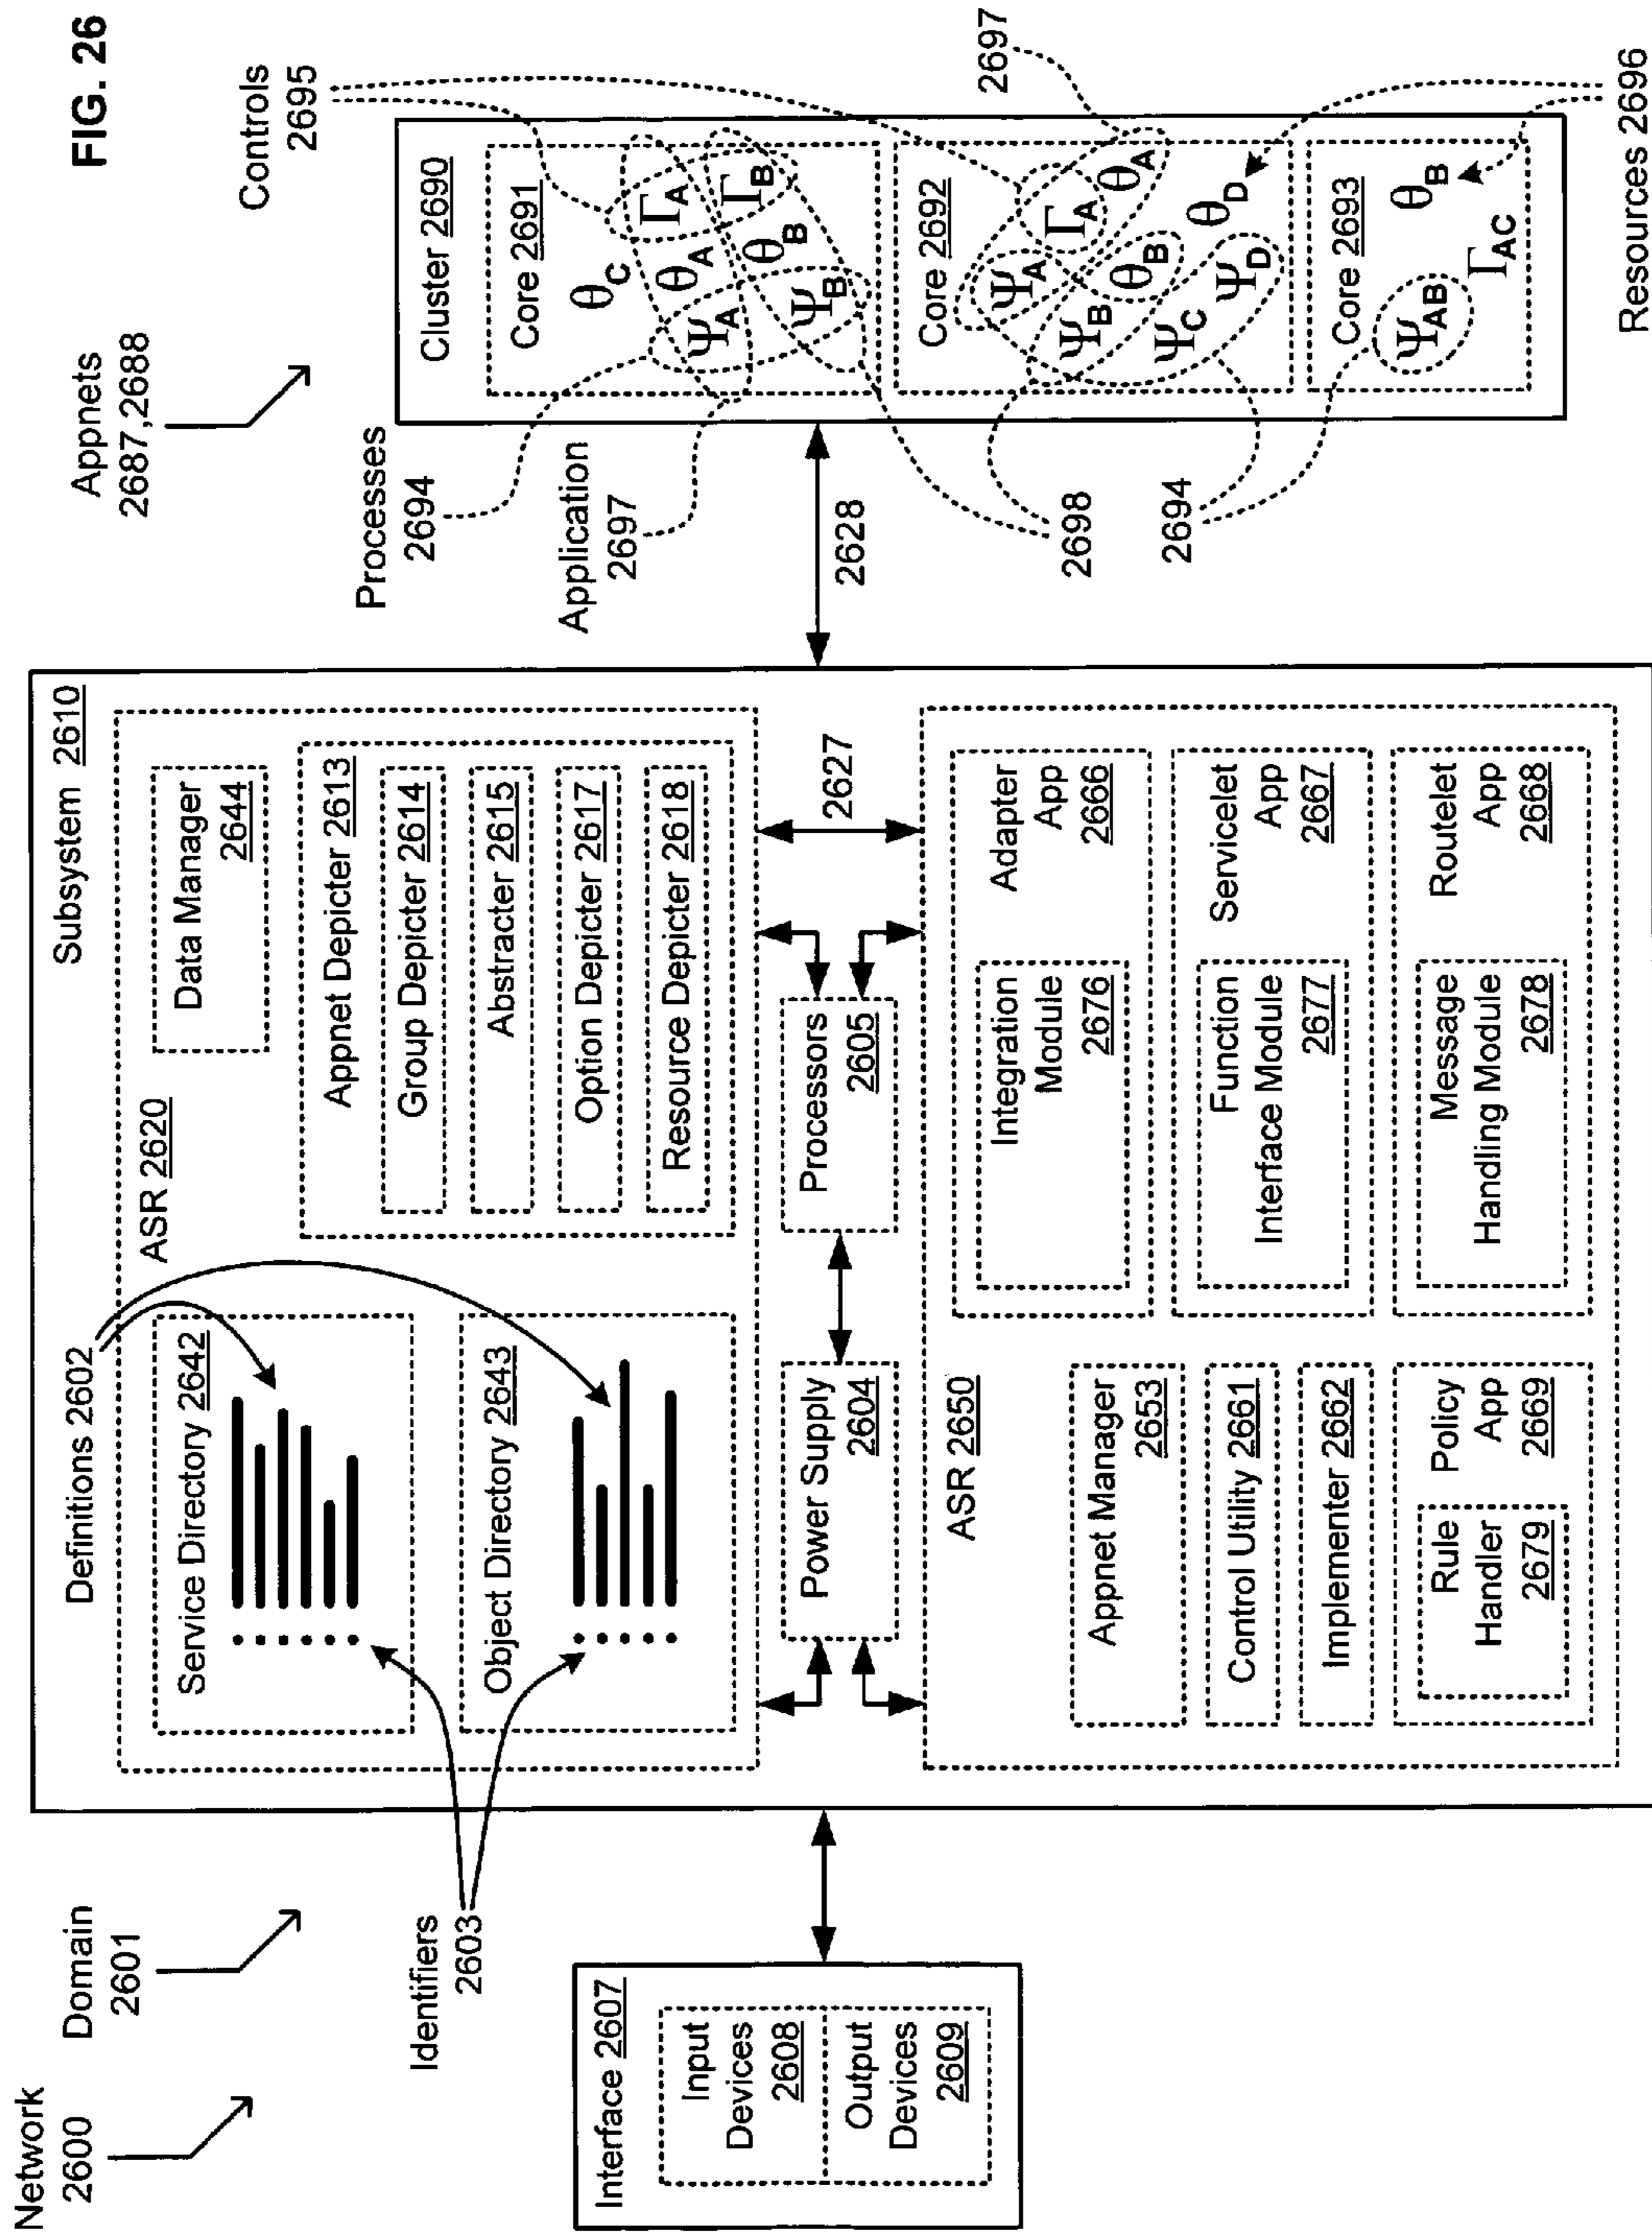 FIG. 26
Network
2600
Domain
2601
Interface 2607
Input
Devices
2608
Output
Devices
2609
Identifiers
2603
Definitions 2602
Subsystem 2610
ASR 2620
Service Directory 2642
Object Directory 2643
Data Manager
2644
Appnet Depicter 2613
Group Depicter 2614
Abstracter 2615
Option Depicter 2617
Resource Depicter 2618
Power Supply
2604
Processors
2605
2627
ASR 2650
Appnet Manager
2653
Control Utility 2661
Implementer 2662
Policy
App
2669
Rule
Handler
2679
Adapter
App
2666
Integration
Module
2676
Servicelet
App
2667
Function
Interface Module
2677
Routelet
App
2668
Message
Handling Module
2678
2628
Appnets
2687,2688
Processes
2694
Application
2697
2698
2694
Controls
2695
2697
Resources 2696
Cluster 2690
Core 2691
θC
ΨA θA ΓA
ΨB θB ΓB
Core 2692
ΨA ΓA
ΨB θB θA
ΨC θD
ΨD
Core 2693
ΨAB θB
ΓAC